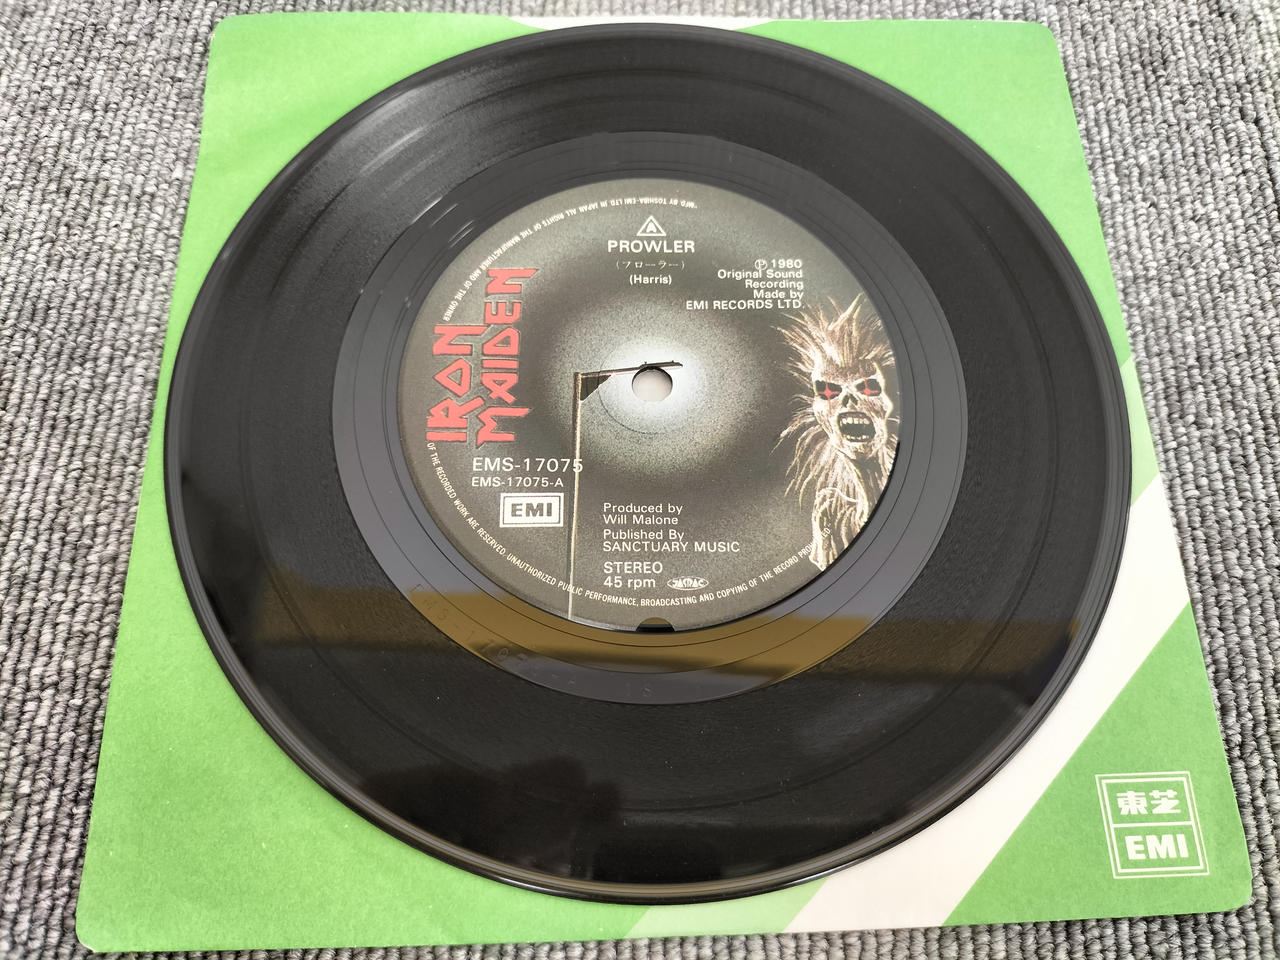 PROWLER
(プローラー)
(Harris)
Ⓟ 1980
Original Sound
Recording
Made by
EMI RECORDS LTD.
IRON
MAIDEN
EMS-17075
EMS-17075-A
EMI
Produced by
Will Malone
Published By
SANCTUARY MUSIC
STEREO
45 rpm
JASRAC
MF'D BY TOSHIBA-EMI LTD. IN JAPAN. ALL RIGHTS OF THE MANUFACTURER AND OF THE OWNER OF THE RECORDED WORK ARE RESERVED. UNAUTHORIZED PUBLIC PERFORMANCE, BROADCASTING AND COPYING OF THE RECORD PROHIBITED
東芝
EMI